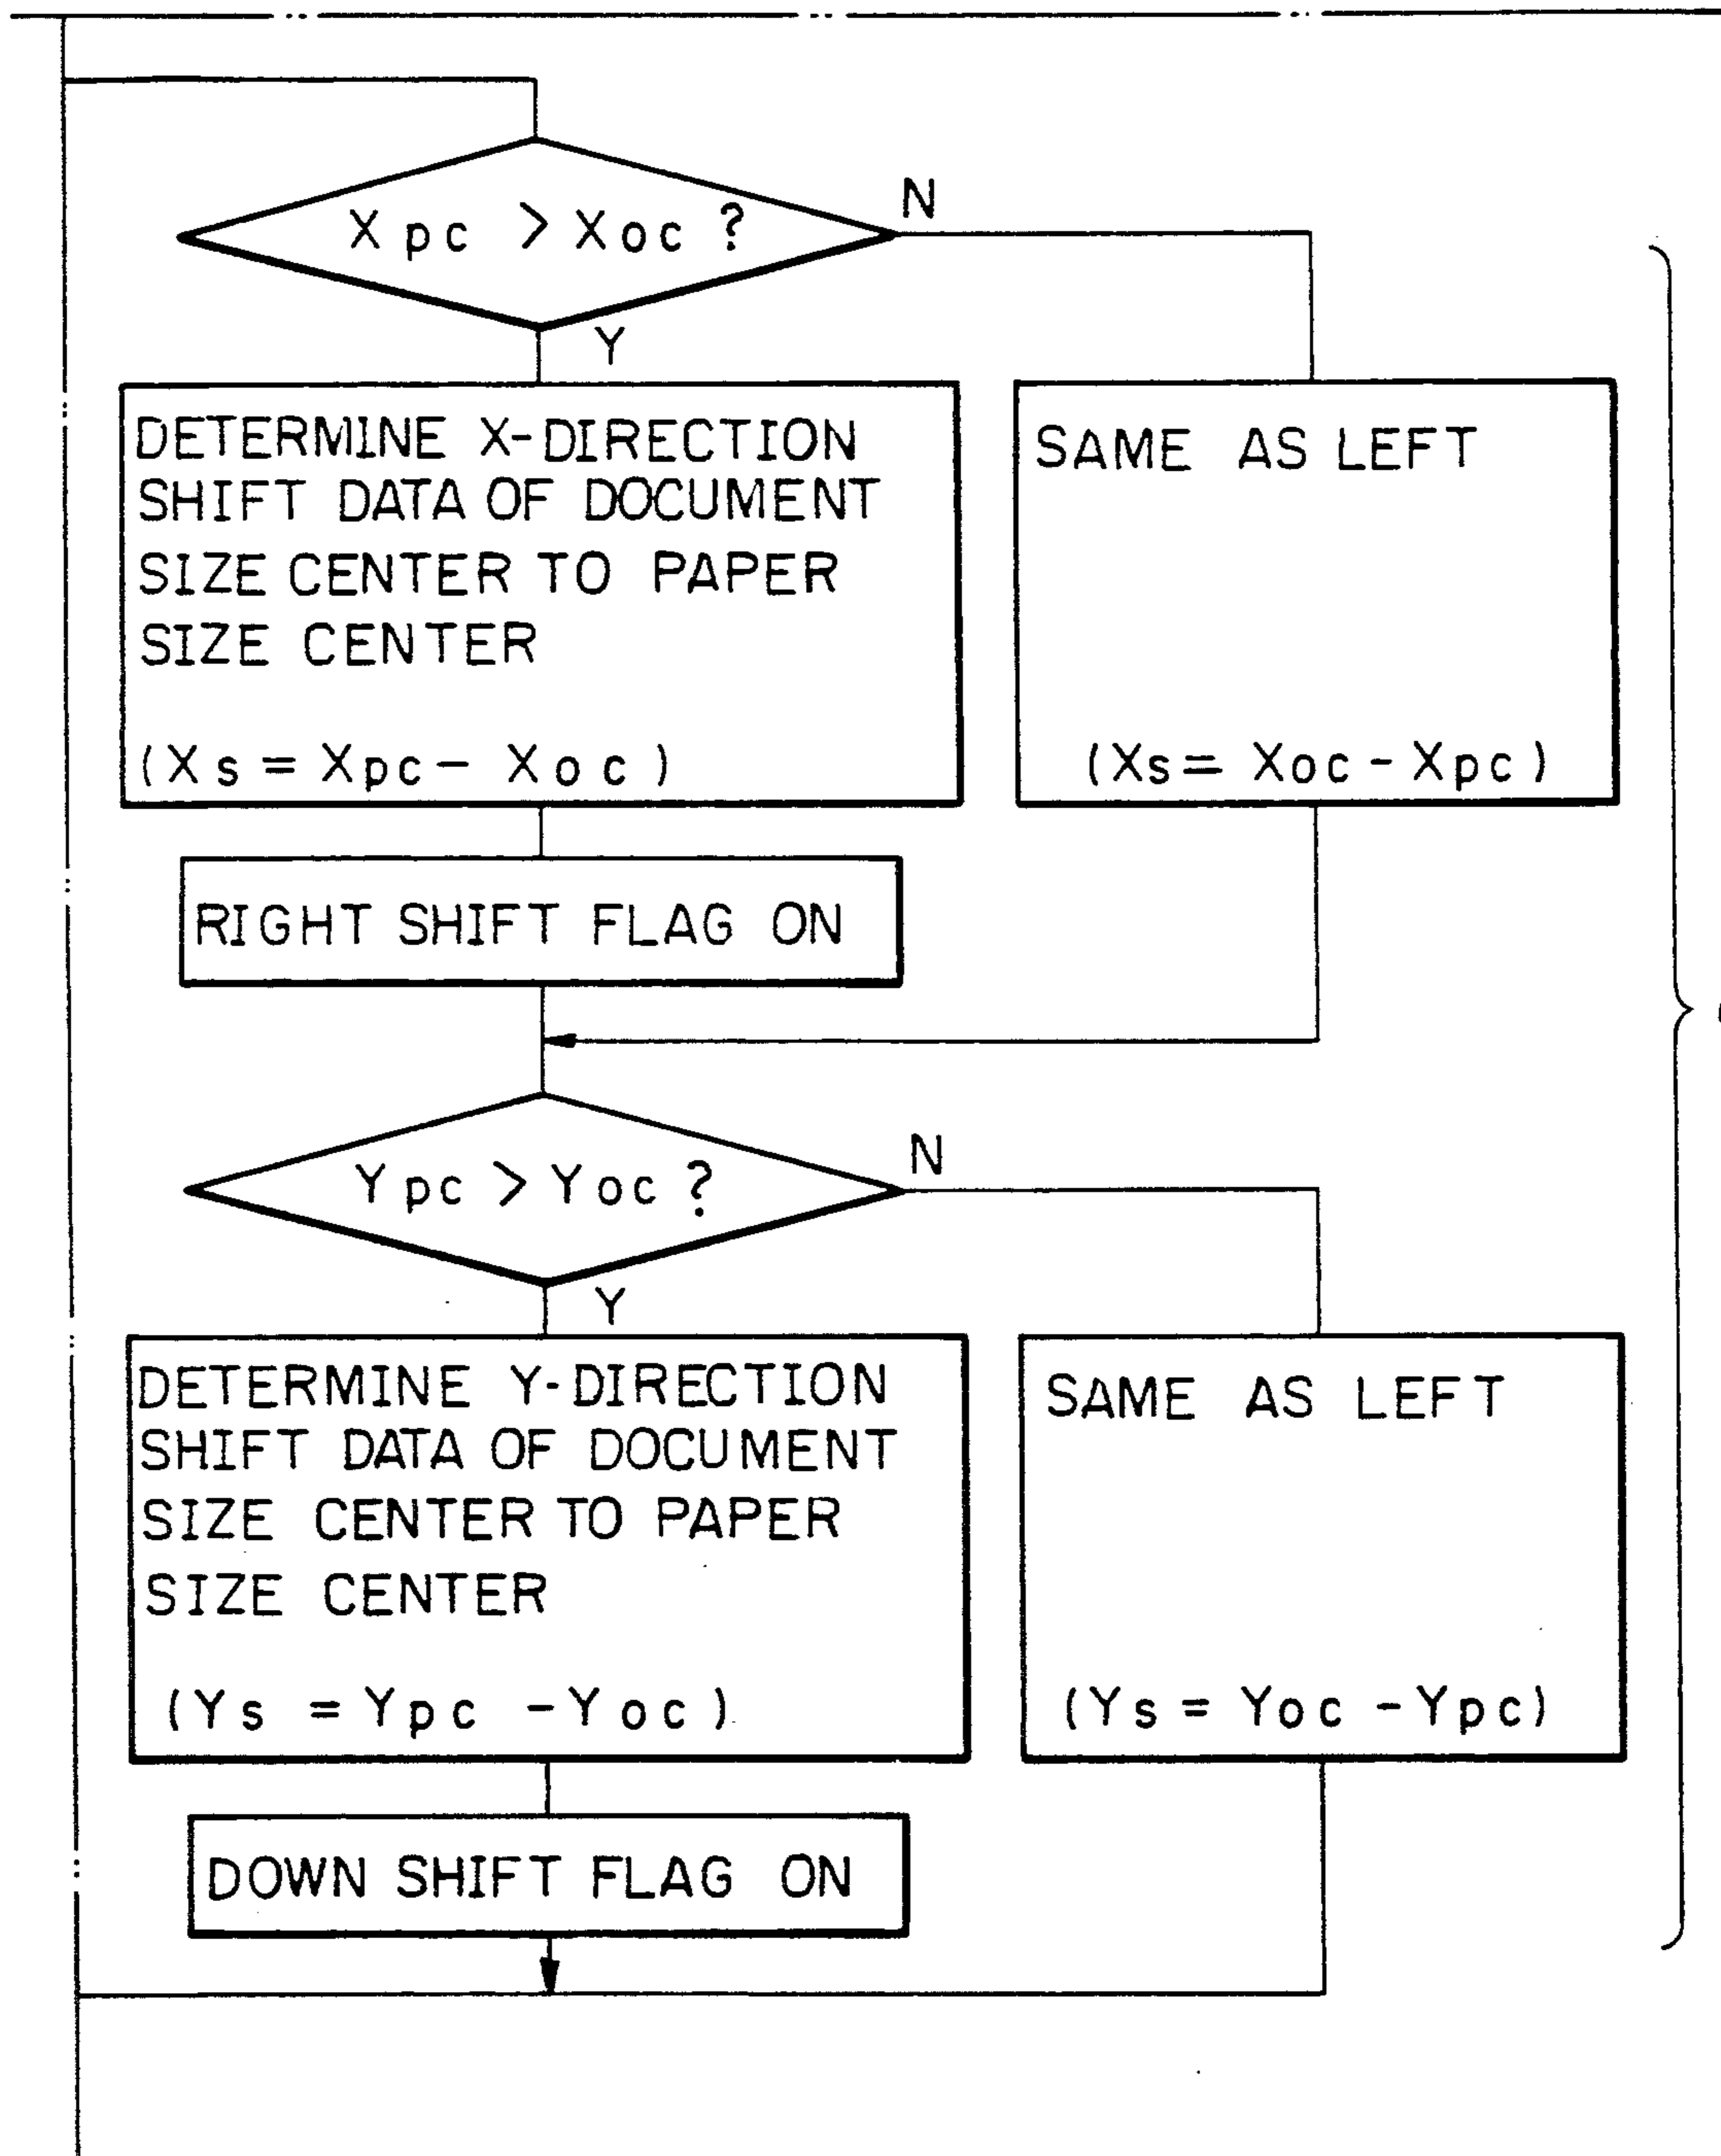 Xpc > Xoc ?
N
Y
DETERMINE X-DIRECTION
SHIFT DATA OF DOCUMENT
SIZE CENTER TO PAPER
SIZE CENTER
(Xs = Xpc - Xoc)
SAME AS LEFT
(Xs = Xoc - Xpc)
RIGHT SHIFT FLAG ON
Ypc > Yoc ?
N
Y
DETERMINE Y-DIRECTION
SHIFT DATA OF DOCUMENT
SIZE CENTER TO PAPER
SIZE CENTER
(Ys = Ypc - Yoc)
SAME AS LEFT
(Ys = Yoc - Ypc)
DOWN SHIFT FLAG ON